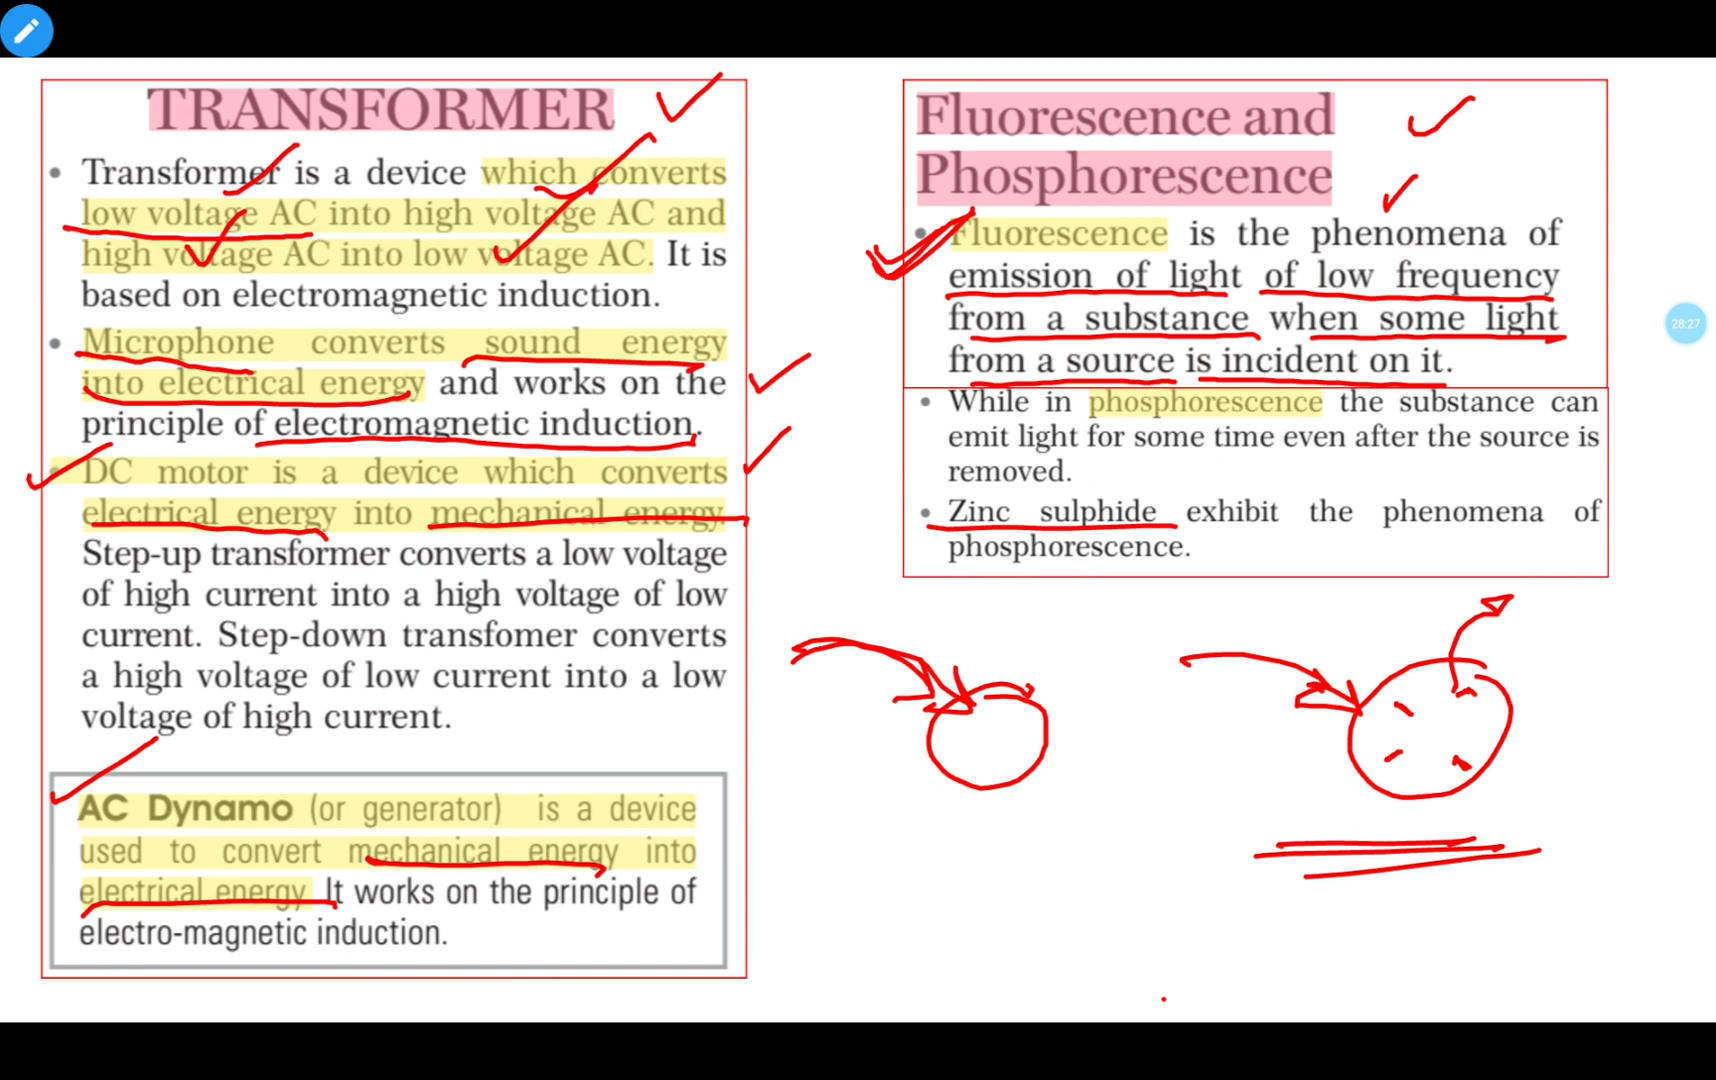 TRANSFORMER
• Transformer is a device which converts
low voltage AC into high voltage AC and
high voltage AC into low voltage AC. It is
based on electromagnetic induction.
• Microphone converts sound energy
into electrical energy and works on the
principle of electromagnetic induction.
• DC motor is a device which converts
electrical energy into mechanical energy.
Step-up transformer converts a low voltage
of high current into a high voltage of low
current. Step-down transfomer converts
a high voltage of low current into a low
voltage of high current.
AC Dynamo (or generator) is a device
used to convert mechanical energy into
electrical energy. It works on the principle of
electro-magnetic induction.
Fluorescence and
Phosphorescence
• Fluorescence is the phenomena of
emission of light of low frequency
from a substance when some light
from a source is incident on it.
• While in phosphorescence the substance can
emit light for some time even after the source is
removed.
• Zinc sulphide exhibit the phenomena of
phosphorescence.
28:27